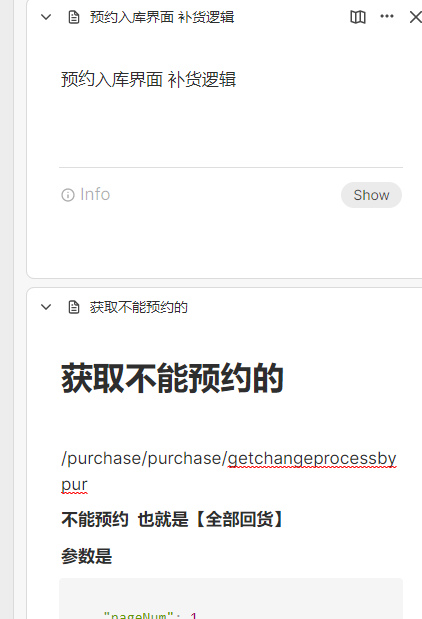 预约入库界面 补货逻辑
预约入库界面 补货逻辑
Info
Show
获取不能预约的
获取不能预约的
/purchase/purchase/getchangeprocessby
pur
不能预约 也就是【全部回货】
参数是
"pageNum": 1